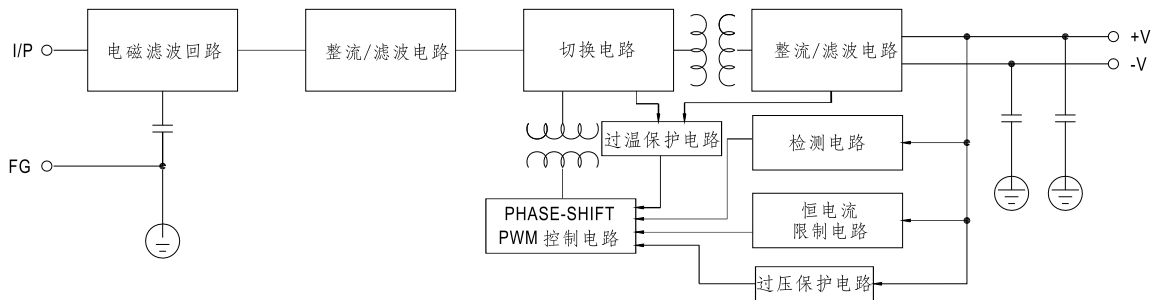 I/P
电磁滤波回路
整流/滤波电路
切换电路
整流/滤波电路
+V
-V
过温保护电路
检测电路
FG
PHASE-SHIFT
PWM 控制电路
恒电流
限制电路
过压保护电路